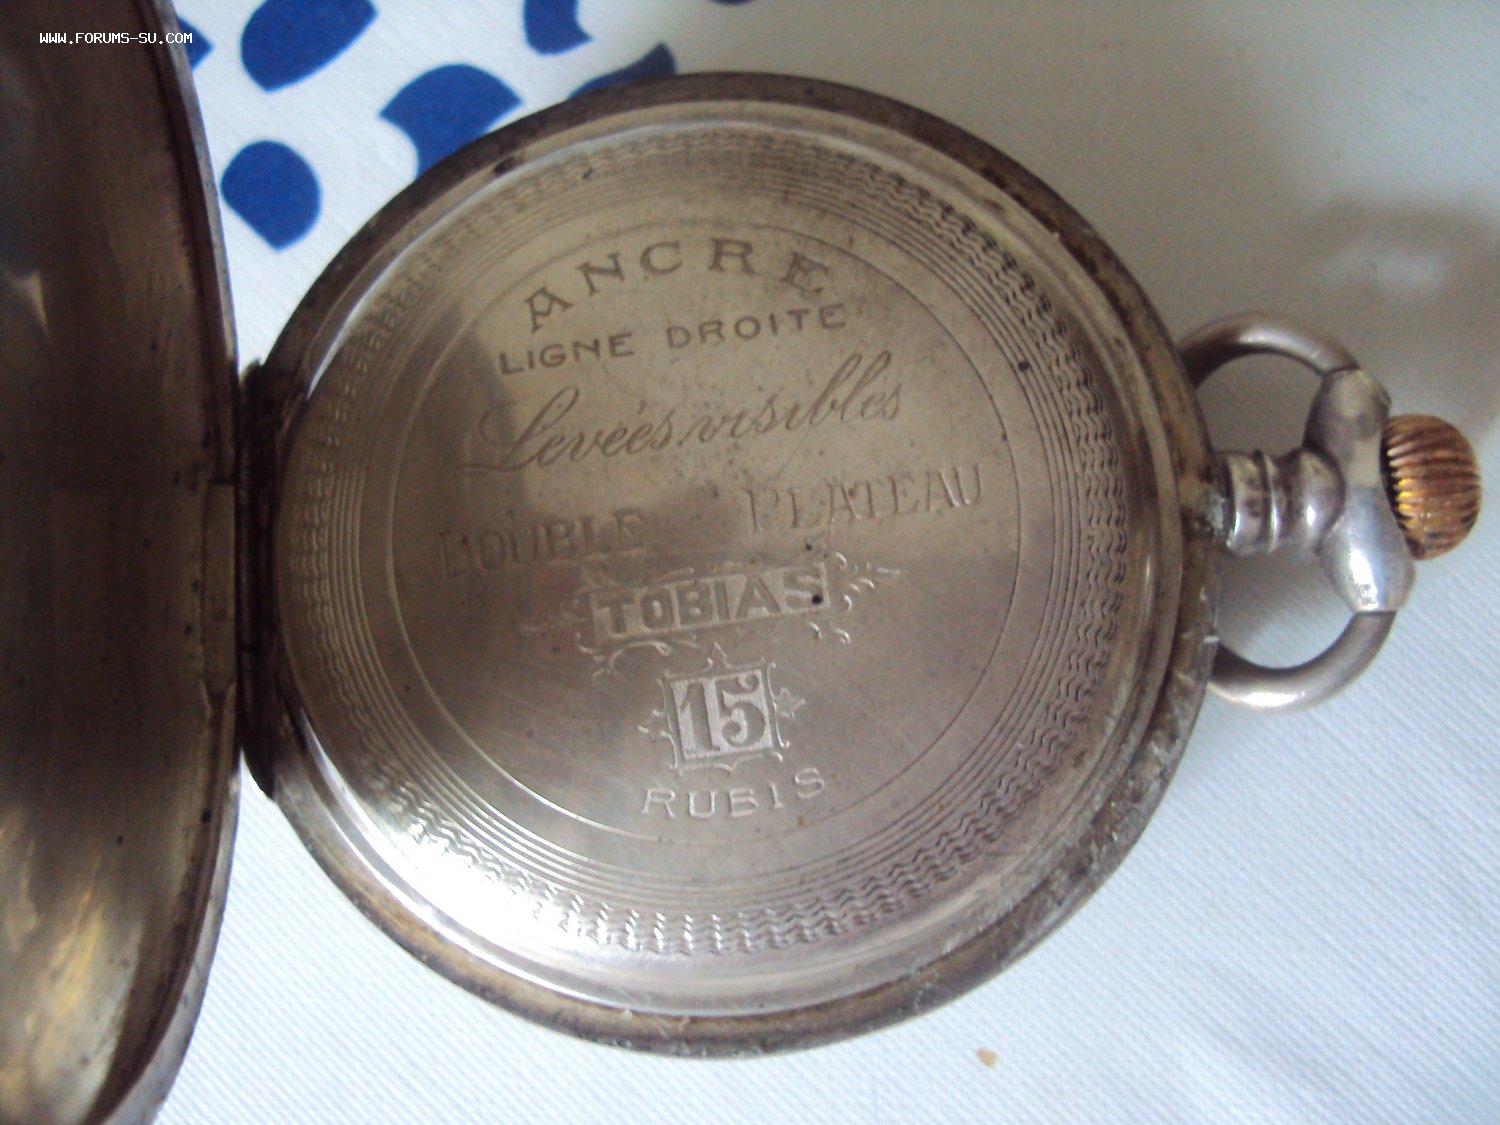 WWW.FORUMS-SU.COM
ANCRE
LIGNE DROITE
Levées visibles
DOUBLE PLATEAU
TOBIAS
15
RUBIS